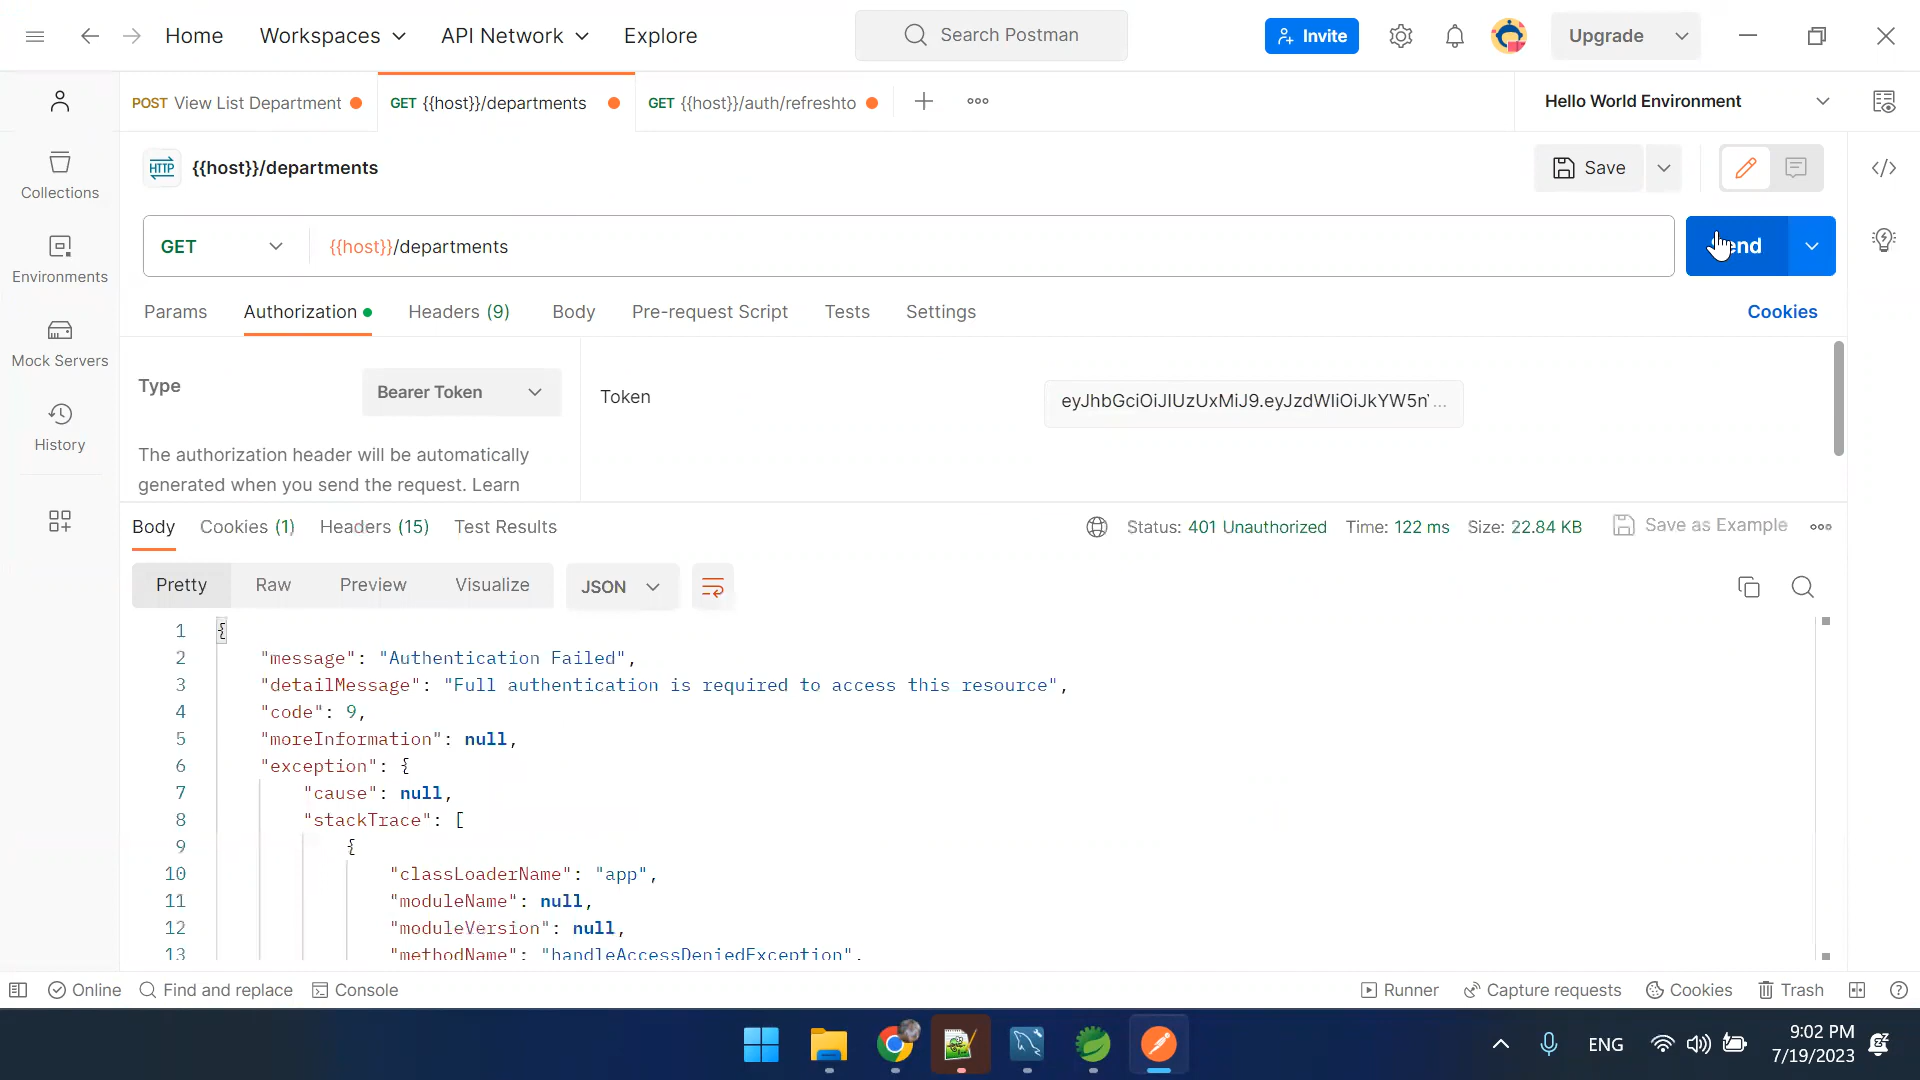 Home
Workspaces
API Network
Explore
Search Postman
Invite
Upgrade
POST View List Department
GET {{host}}/departments
GET {{host}}/auth/refreshto
Hello World Environment
HTTP {{host}}/departments
Save
Collections
Environments
Mock Servers
History
GET
{{host}}/departments
Params
Authorization
Headers (9)
Body
Pre-request Script
Tests
Settings
Cookies
Type
Bearer Token
The authorization header will be automatically
generated when you send the request. Learn
Token
Body
Cookies (1)
Headers (15)
Test Results
Status: 401 Unauthorized
Time: 122 ms
Size: 22.84 KB
Save as Example
Pretty
Raw
Preview
Visualize
JSON
1 {
2 "message": "Authentication Failed",
3 "detailMessage": "Full authentication is required to access this resource",
4 "code": 9,
5 "moreInformation": null,
6 "exception": {
7 "cause": null,
8 "stackTrace": [
9 {
10 "classLoaderName": "app",
11 "moduleName": null,
12 "moduleVersion": null,
13 "methodName": "handleAccessDeniedException",
Online
Find and replace
Console
Runner
Capture requests
Cookies
Trash
ENG
9:02 PM
7/19/2023